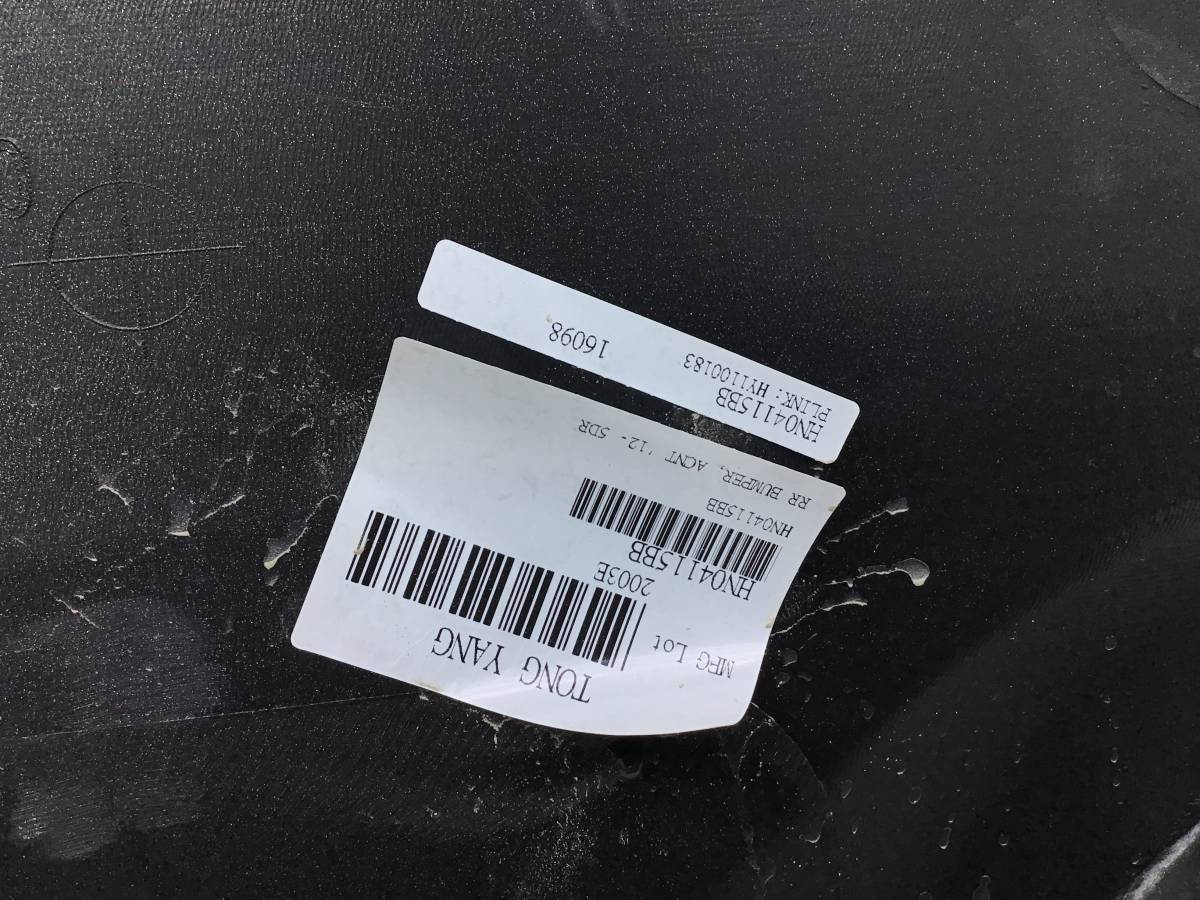 TONG YANG
MFG Lot 2003E
HN04115BB
HN04115BB
RR BUMPER, ACNT '12- 5DR
HN04115BB
PLINK: HY1100183
16098